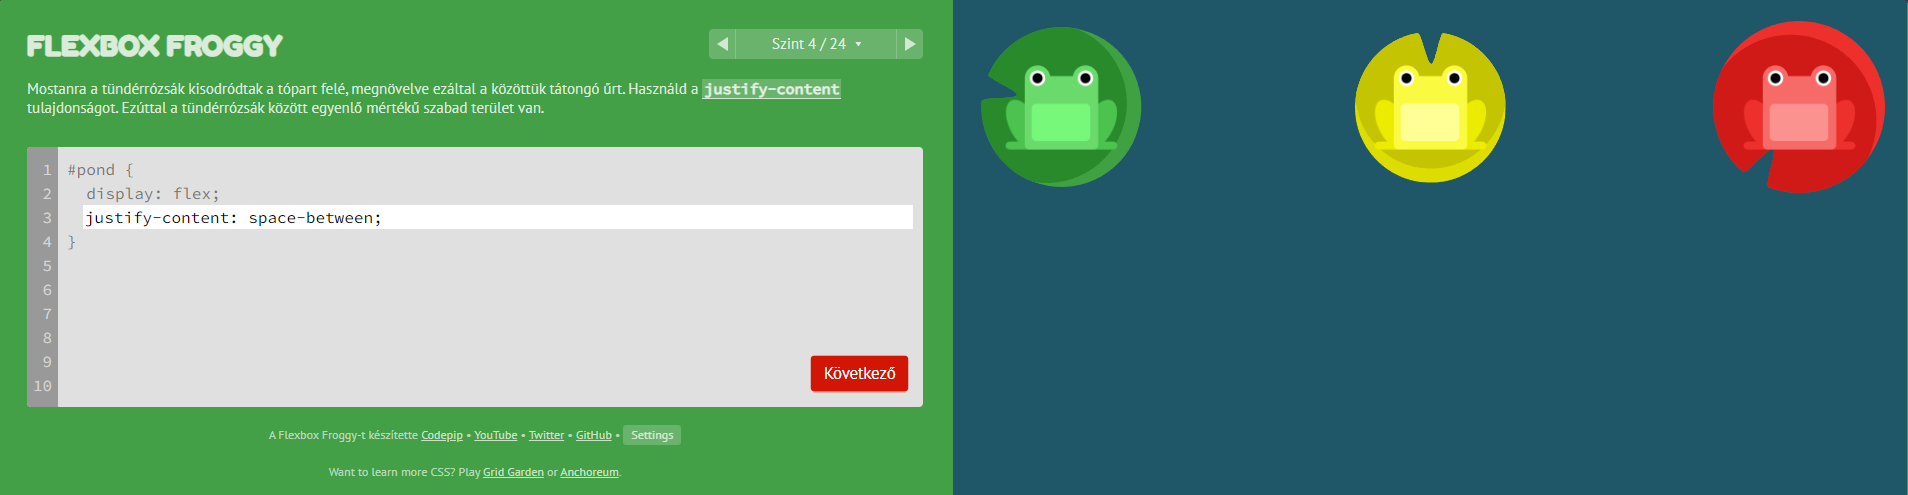 FLEXBOX FROGGY
Szint 4 / 24
Mostanra a tündérrózsák kisodródtak a tópart felé, megnövelve ezáltal a közöttük tátongó űrt. Használd a justify-content
tulajdonságot. Ezúttal a tündérrózsák között egyenlő mértékű szabad terület van.
1 #pond {
2 display: flex;
3 justify-content: space-between;
4 }
5
6
7
8
9
10
Következő
A Flexbox Froggy-t készítette Codepip • YouTube • Twitter • GitHub • Settings
Want to learn more CSS? Play Grid Garden or Anchoreum.